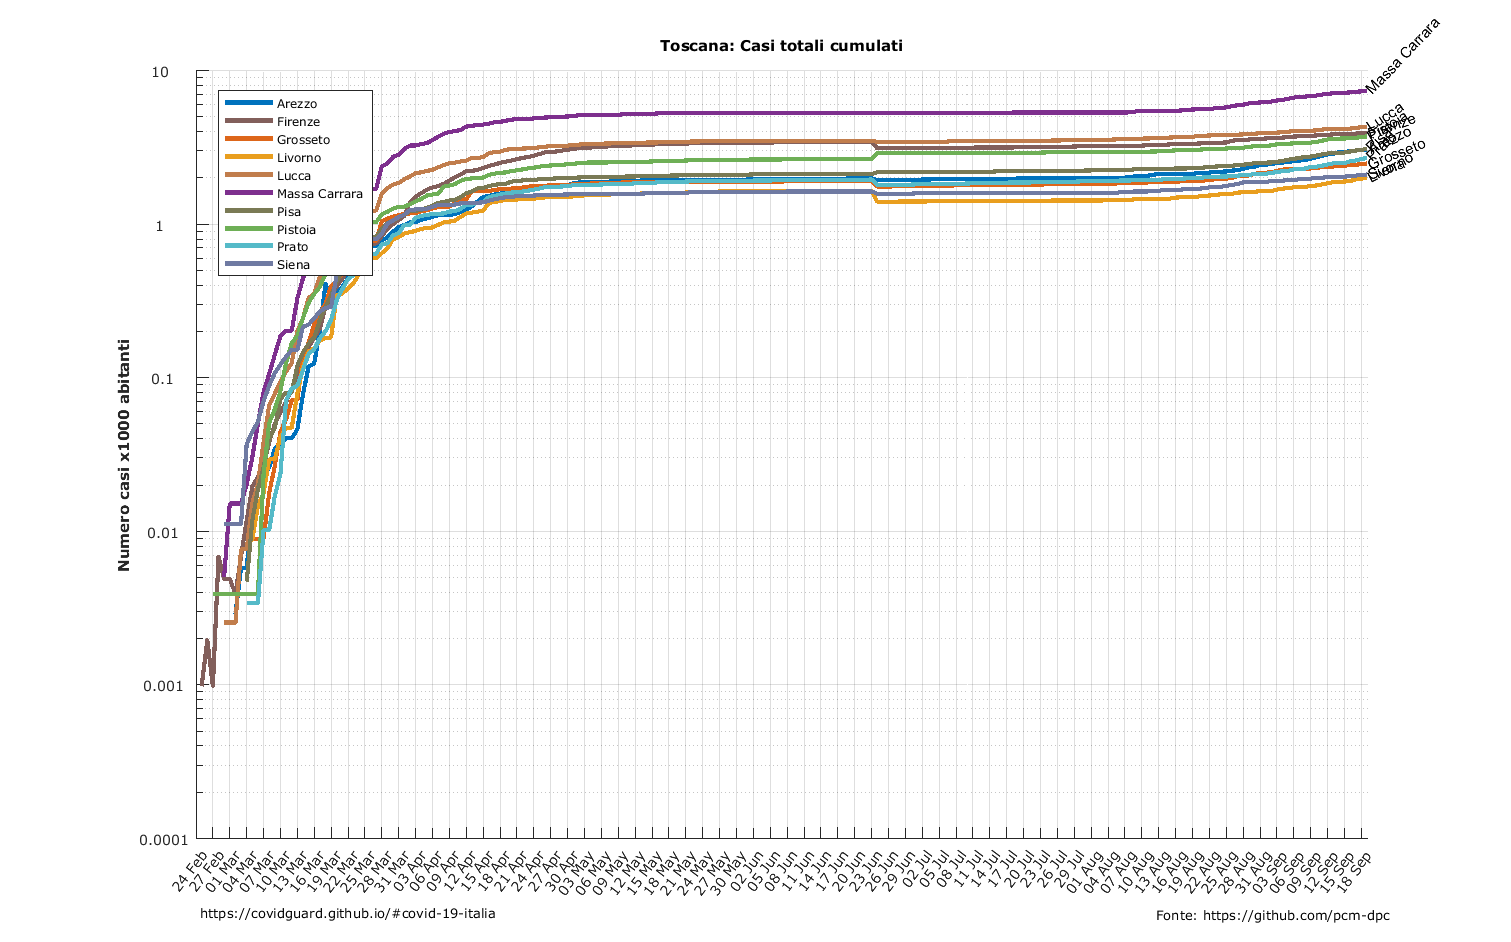 Toscana: Casi totali cumulati
Numero casi x1000 abitanti
10
1
0.1
0.01
0.001
0.0001
Arezzo
Firenze
Grosseto
Livorno
Lucca
Massa Carrara
Pisa
Pistoia
Prato
Siena
Massa Carrara
Lucca
Grosseto
24 Feb
27 Feb
01 Mar
04 Mar
07 Mar
10 Mar
13 Mar
16 Mar
19 Mar
22 Mar
25 Mar
28 Mar
31 Mar
03 Apr
06 Apr
09 Apr
12 Apr
15 Apr
18 Apr
21 Apr
24 Apr
27 Apr
30 Apr
03 May
06 May
09 May
12 May
15 May
18 May
21 May
24 May
27 May
30 May
02 Jun
05 Jun
08 Jun
11 Jun
14 Jun
17 Jun
20 Jun
23 Jun
26 Jun
29 Jun
02 Jul
05 Jul
08 Jul
11 Jul
14 Jul
17 Jul
20 Jul
23 Jul
26 Jul
29 Jul
01 Aug
04 Aug
07 Aug
10 Aug
13 Aug
16 Aug
19 Aug
22 Aug
25 Aug
28 Aug
31 Aug
03 Sep
06 Sep
09 Sep
12 Sep
15 Sep
18 Sep
https://covidguard.github.io/#covid-19-italia
Fonte: https://github.com/pcm-dpc